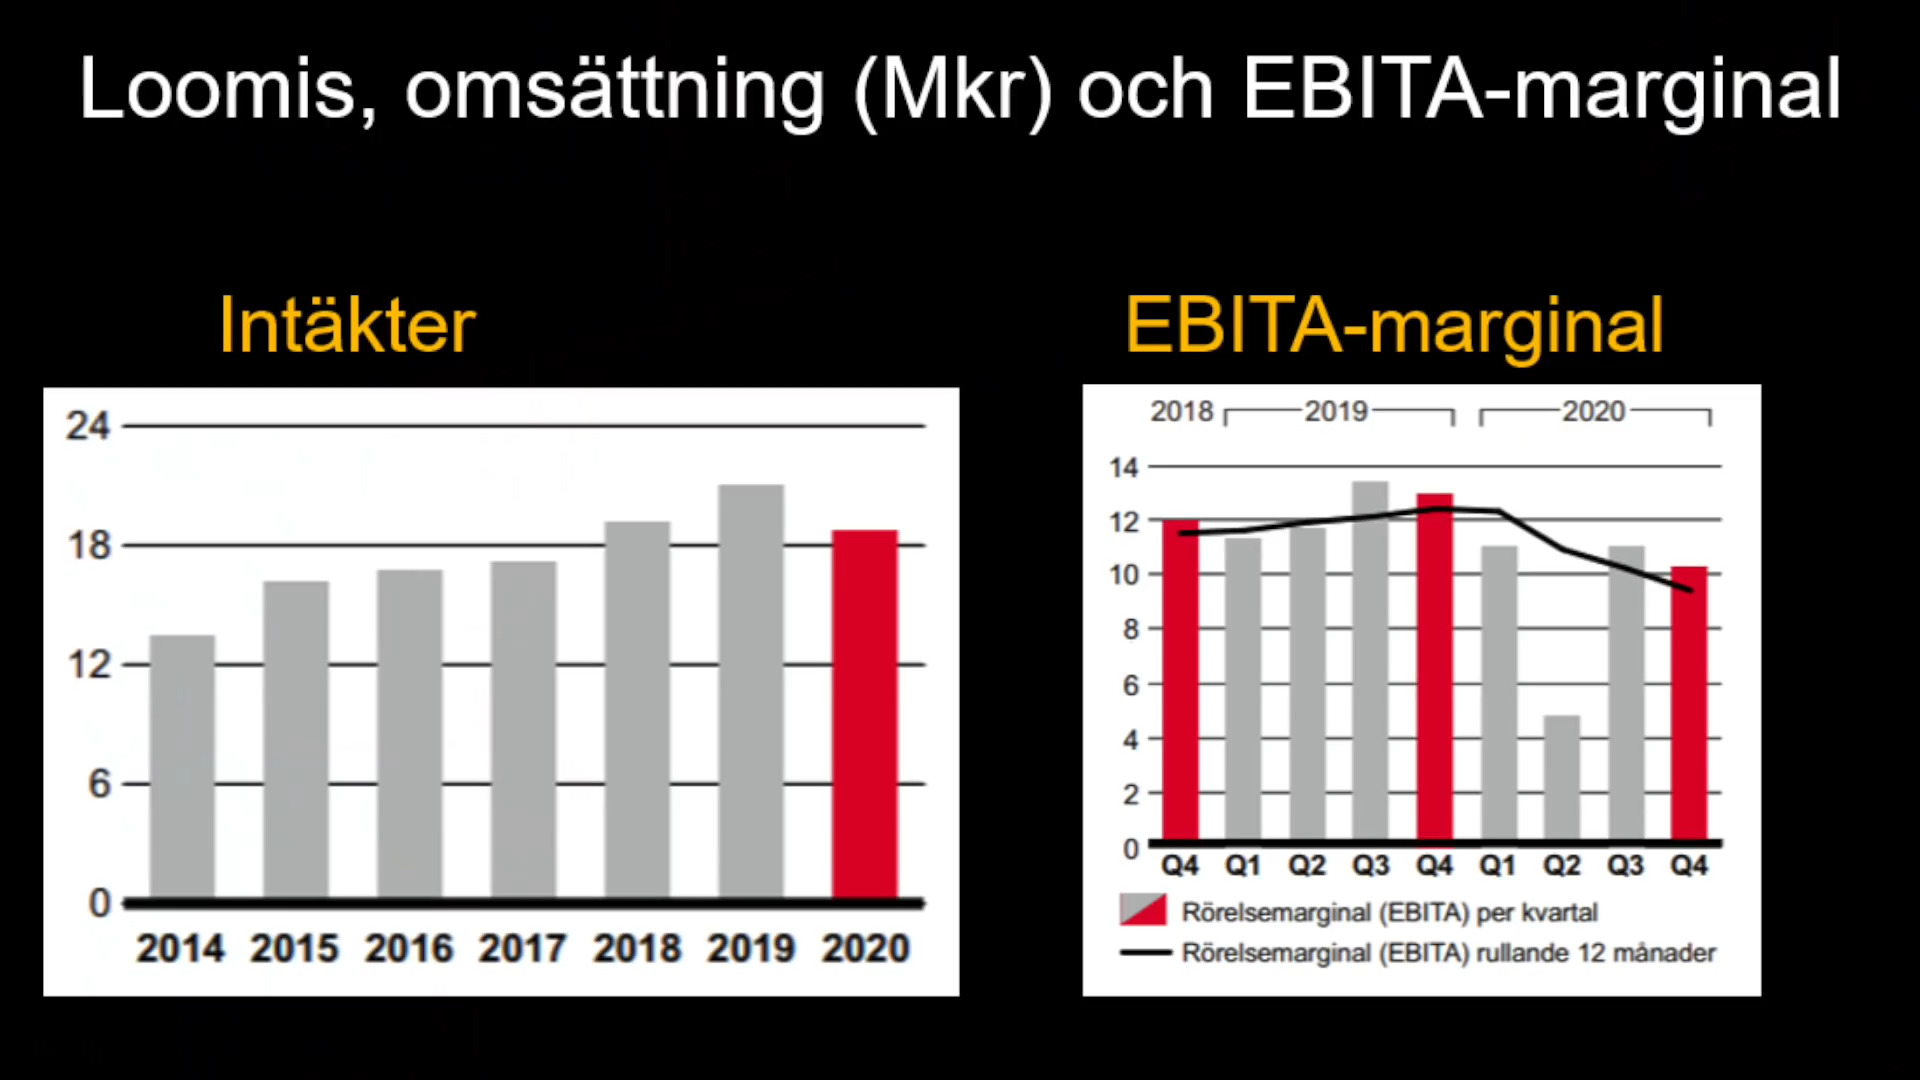 Loomis, omsättning (Mkr) och EBITA-marginal
Intäkter
24
18
12
6
0
2014 2015 2016 2017 2018 2019 2020
EBITA-marginal
2018 2019 2020
14
12
10
8
6
4
2
0
Q4 Q1 Q2 Q3 Q4 Q1 Q2 Q3 Q4
Rörelsemarginal (EBITA) per kvartal
Rörelsemarginal (EBITA) rullande 12 månader